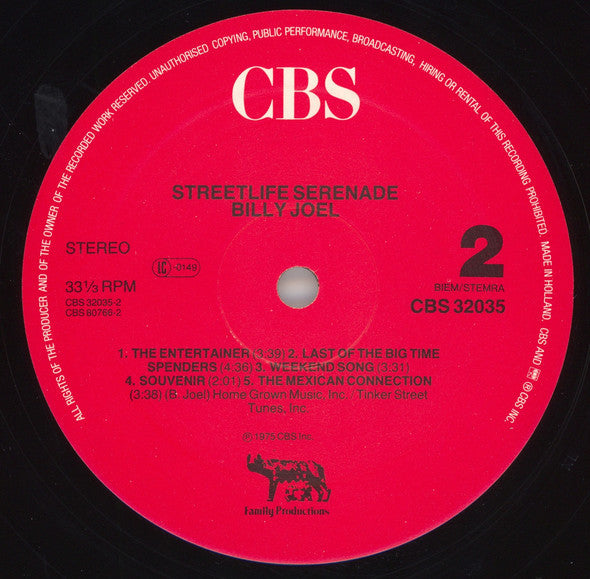 ALL RIGHTS OF THE PRODUCER AND OF THE OWNER OF THE RECORDED WORK RESERVED. UNAUTHORISED COPYING, PUBLIC PERFORMANCE, BROADCASTING, HIRING OR RENTAL OF THIS RECORDING PROHIBITED. MADE IN HOLLAND. CBS AND ® CBS INC.
CBS
STREETLIFE SERENADE
BILLY JOEL
STEREO
33⅓ RPM
LC -0149
CBS 32035-2
CBS 80766-2
2
BIEM/STEMRA
CBS 32035
1. THE ENTERTAINER (3:39) 2. LAST OF THE BIG TIME
SPENDERS (4:36) 3. WEEKEND SONG (3:31)
4. SOUVENIR (2:01) 5. THE MEXICAN CONNECTION
(3:38) (B. Joel) Home Grown Music, Inc. / Tinker Street
Tunes, Inc.
℗ 1975 CBS Inc.
Family Productions